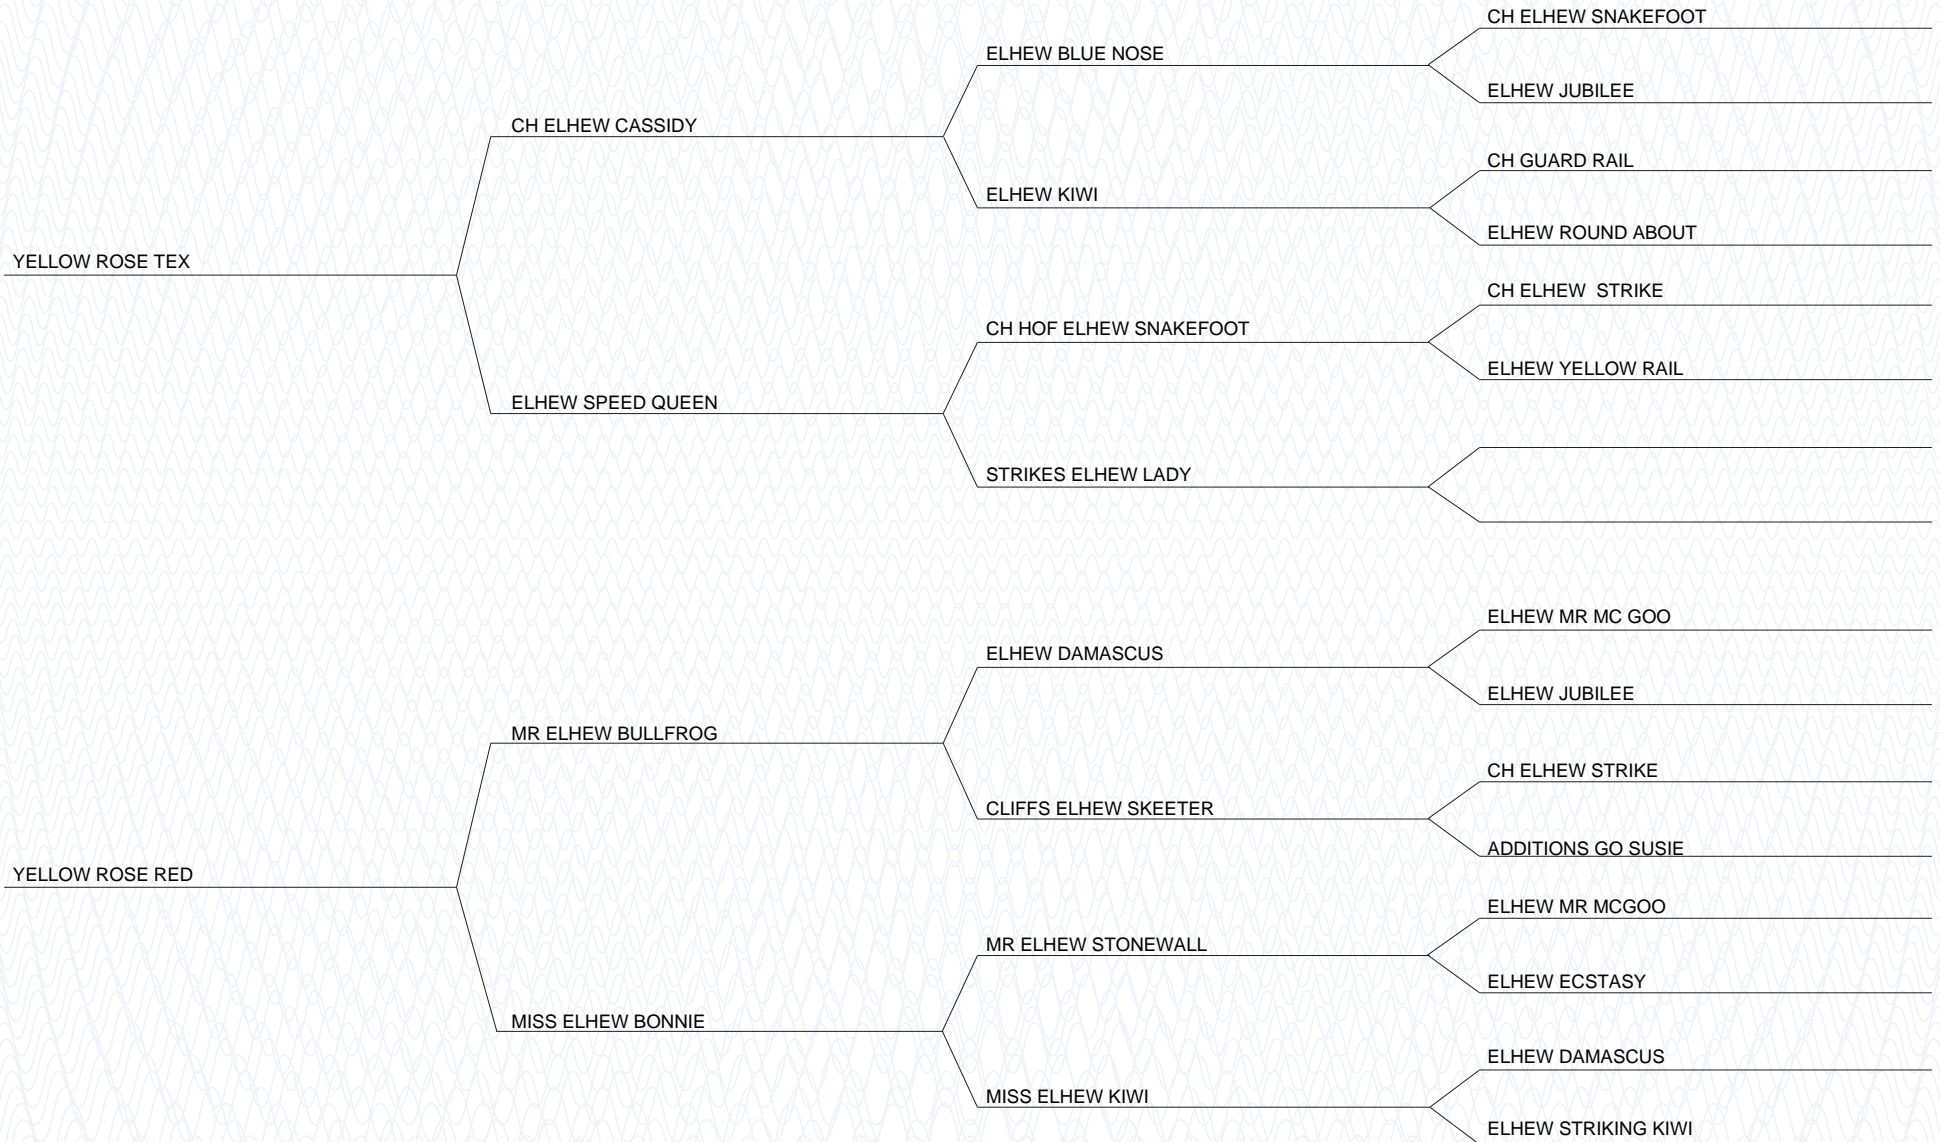 CH ELHEW SNAKEFOOT
ELHEW BLUE NOSE
ELHEW JUBILEE
CH ELHEW CASSIDY
CH GUARD RAIL
ELHEW KIWI
ELHEW ROUND ABOUT
YELLOW ROSE TEX
CH ELHEW  STRIKE
CH HOF ELHEW SNAKEFOOT
ELHEW YELLOW RAIL
ELHEW SPEED QUEEN
STRIKES ELHEW LADY
ELHEW MR MC GOO
ELHEW DAMASCUS
ELHEW JUBILEE
MR ELHEW BULLFROG
CH ELHEW STRIKE
CLIFFS ELHEW SKEETER
ADDITIONS GO SUSIE
YELLOW ROSE RED
ELHEW MR MCGOO
MR ELHEW STONEWALL
ELHEW ECSTASY
MISS ELHEW BONNIE
ELHEW DAMASCUS
MISS ELHEW KIWI
ELHEW STRIKING KIWI